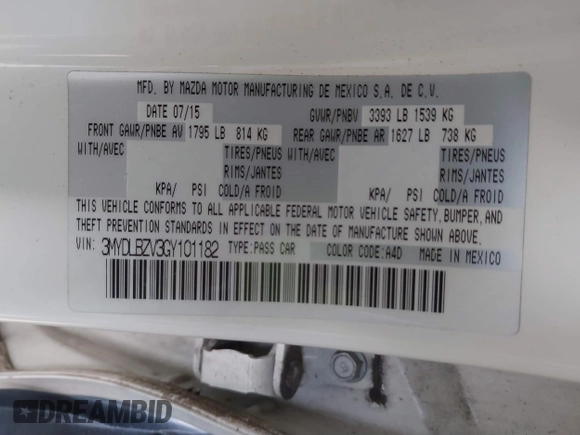 MFD. BY MAZDA MOTOR MANUFACTURING DE MEXICO S.A. DE C.V.
DATE 07/15 GVWR/PNBV 3393 LB 1539 KG
FRONT GAWR/PNBE AV 1795 LB 814 KG REAR GAWR/PNBE AR 1627 LB 738 KG
WITH/AVEC TIRES/PNEUS WITH/AVEC TIRES/PNEUS
RIMS/JANTES RIMS/JANTES
KPA/ PSI COLD/A FROID KPA/ PSI COLD/A FROID
THIS VEHICLE CONFORMS TO ALL APPLICABLE FEDERAL MOTOR VEHICLE SAFETY, BUMPER, AND
THEFT PREVENTION STANDARDS IN EFFECT ON THE DATE OF MANUFACTURE SHOWN ABOVE.
VIN: 3MYDLBZV3GY101182 TYPE: PASS CAR COLOR CODE: A4D MADE IN MEXICO
DREAMBID